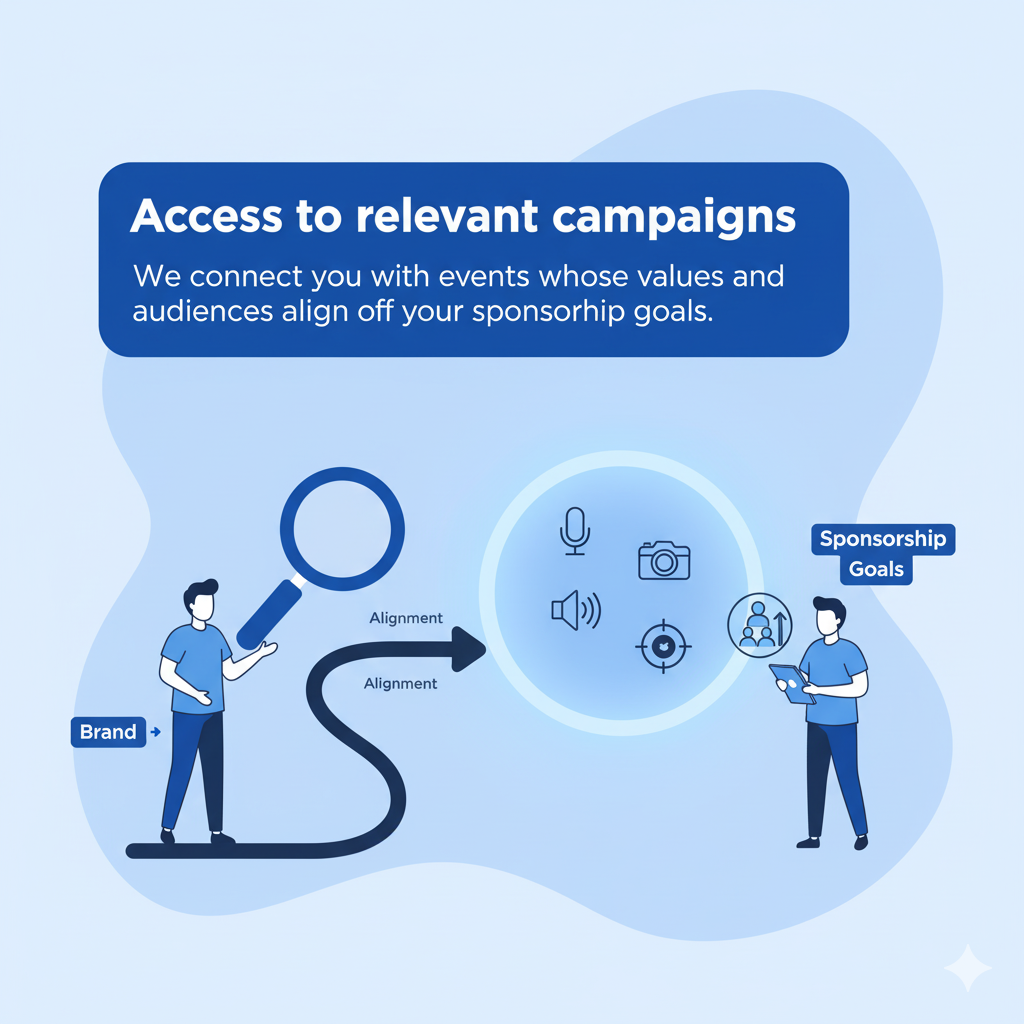 Access to relevant campaigns
We connect you with events whose values and
audiences align off your sponsorhip goals.
Sponsorship
Goals
Alignment
Alignment
Brand